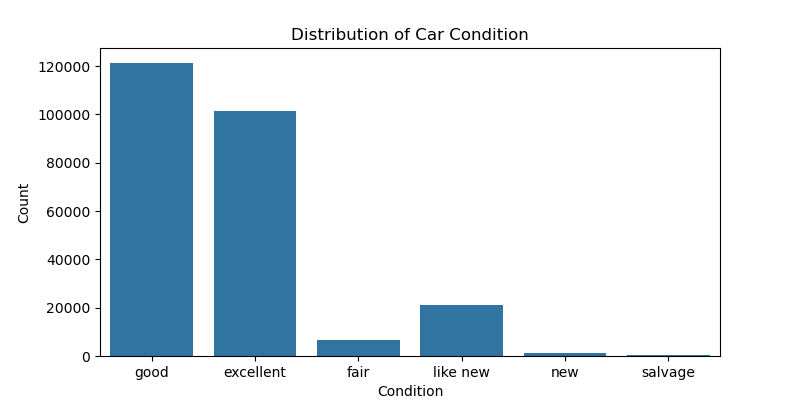 Distribution of Car Condition
120000
100000
80000
60000
40000
20000
0
Count
good excellent fair like new new salvage
Condition